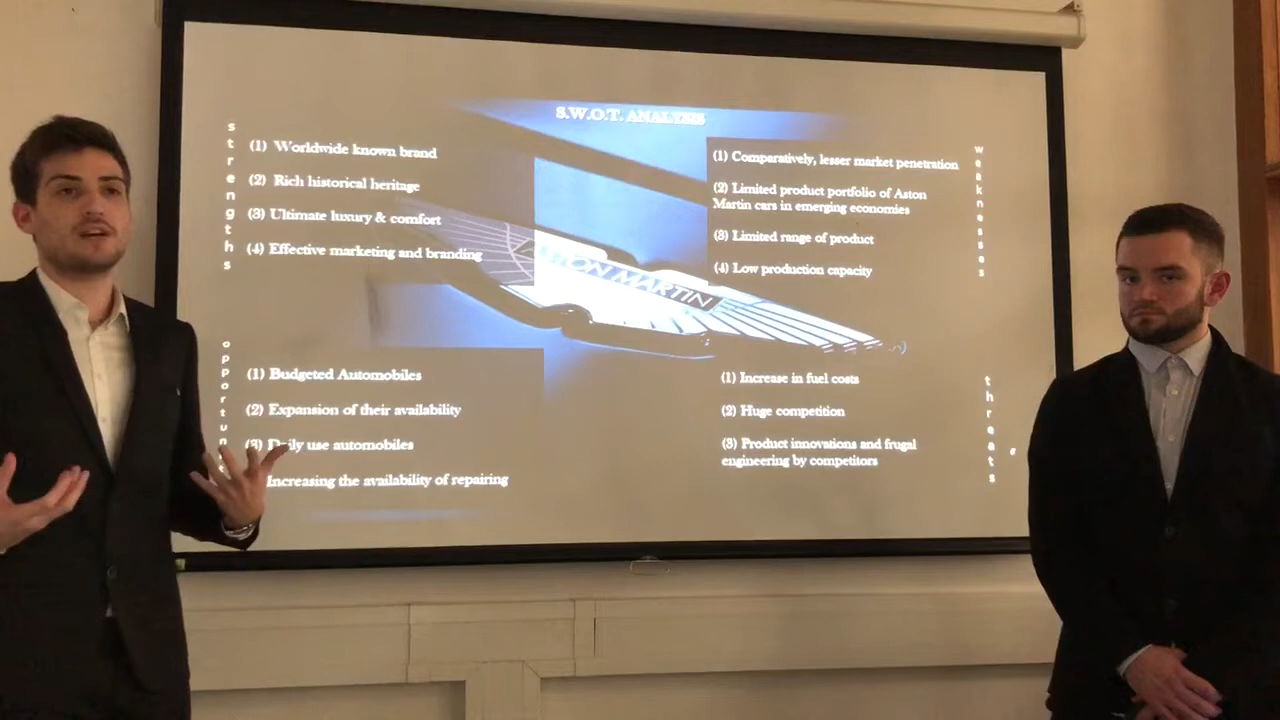 S.W.O.T. ANALYSIS
strengths
(1) Worldwide known brand
(2) Rich historical heritage
(3) Ultimate luxury & comfort
(4) Effective marketing and branding
weaknesses
(1) Comparatively, lesser market penetration
(2) Limited product portfolio of Aston
Martin cars in emerging economies
(3) Limited range of product
(4) Low production capacity
ASTON MARTIN
(1) Budgeted Automobiles
(2) Expansion of their availability
(3) Daily use automobiles
Increasing the availability of repairing
threats
(1) Increase in fuel costs
(2) Huge competition
(3) Product innovations and frugal
engineering by competitors